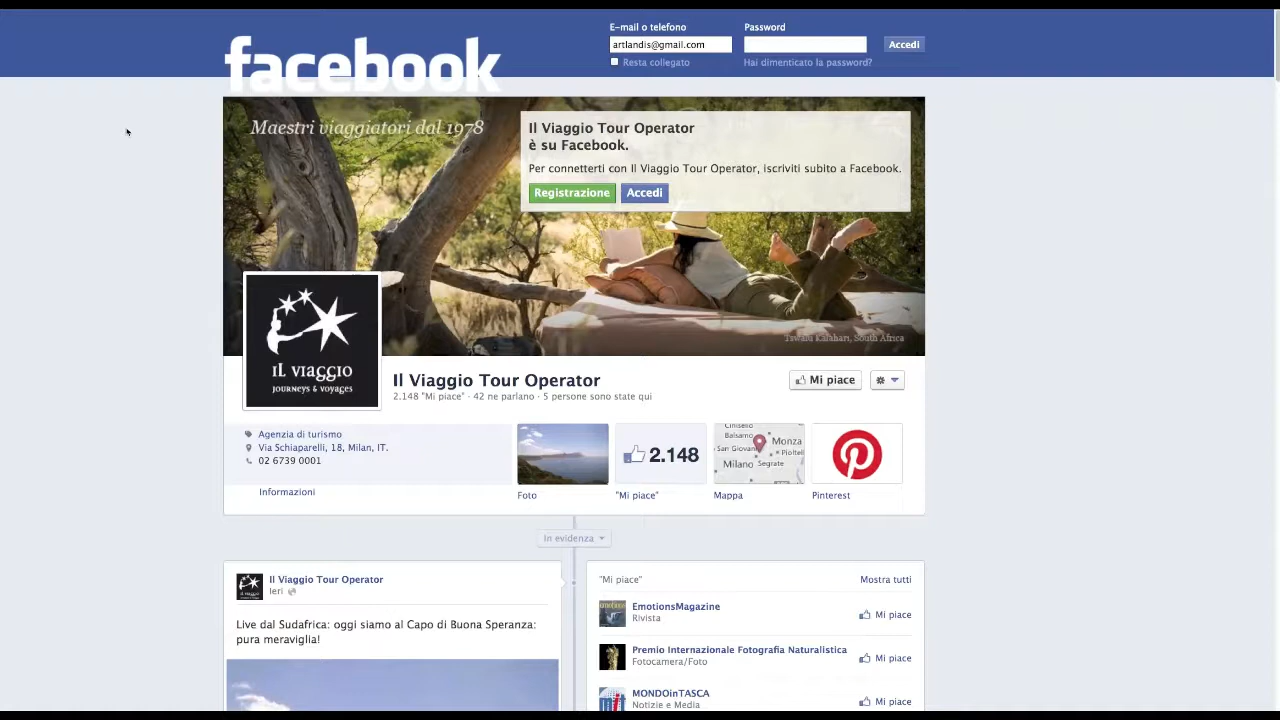 E-mail o telefono
Password
facebook
artlandis@gmail.com
Accedi
Resta collegato
Hai dimenticato la password?
Maestri viaggiatori dal 1978
Il Viaggio Tour Operator
è su Facebook.
Per connetterti con Il Viaggio Tour Operator, iscriviti subito a Facebook.
Registrazione
Accedi
Tswalu Kalahari, South Africa
IL VIAGGIO
JOURNEYS & VOYAGES
Il Viaggio Tour Operator
2.148 "Mi piace" · 42 ne parlano · 5 persone sono state qui
Mi piace
Agenzia di turismo
Via Schiaparelli, 18, Milan, IT.
02 6739 0001
Informazioni
2.148
Cinisello
Balsamo
San Giovanni
Monza
Pioltell
Milano
Segrate
Foto
"Mi piace"
Mappa
Pinterest
In evidenza
Il Viaggio Tour Operator
Ieri
Live dal Sudafrica: oggi siamo al Capo di Buona Speranza:
pura meraviglia!
"Mi piace"
Mostra tutti
EmotionsMagazine
Rivista
Mi piace
Premio Internazionale Fotografia Naturalistica
Fotocamera/Foto
Mi piace
MONDOinTASCA
Notizie e Media
Mi piace